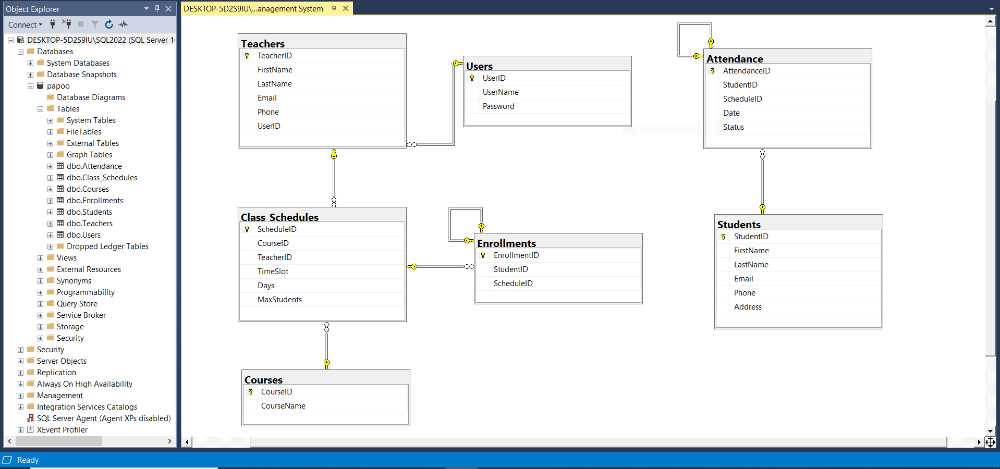 Object Explorer
Connect
DESKTOP-5D2S9IU\SQL2022 (SQL Server 1
Databases
System Databases
Database Snapshots
papoo
Database Diagrams
Tables
System Tables
FileTables
External Tables
Graph Tables
dbo.Attendance
dbo.Class_Schedules
dbo.Courses
dbo.Enrollments
dbo.Students
dbo.Teachers
dbo.Users
Dropped Ledger Tables
Views
External Resources
Synonyms
Programmability
Query Store
Service Broker
Storage
Security
Security
Server Objects
Replication
Always On High Availability
Management
Integration Services Catalogs
SQL Server Agent (Agent XPs disabled)
XEvent Profiler
DESKTOP-5D2S9IU\...anagement System
Teachers
TeacherID
FirstName
LastName
Email
Phone
UserID
Users
UserID
UserName
Password
Rectangular Snip
Attendance
AttendanceID
StudentID
ScheduleID
Date
Status
Class_Schedules
ScheduleID
CourseID
TeacherID
TimeSlot
Days
MaxStudents
Enrollments
EnrollmentID
StudentID
ScheduleID
Students
StudentID
FirstName
LastName
Email
Phone
Address
Courses
CourseID
CourseName
Ready